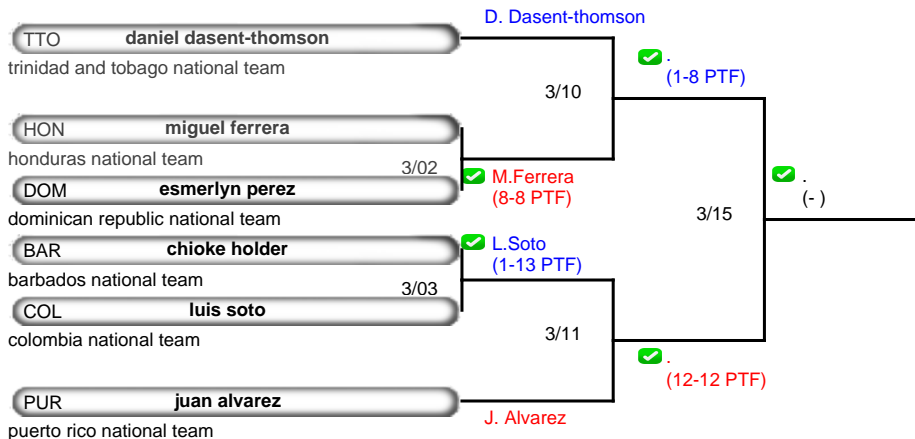 D. Dasent-thomson
TTO daniel dasent-thomson
trinidad and tobago national team
.
(1-8 PTF)
3/10
HON miguel ferrera
honduras national team
3/02
M.Ferrera
(8-8 PTF)
DOM esmerlyn perez
dominican republic national team
.
(- )
3/15
BAR chioke holder
barbados national team
L.Soto
(1-13 PTF)
3/03
COL luis soto
colombia national team
3/11
.
(12-12 PTF)
PUR juan alvarez
puerto rico national team
J. Alvarez